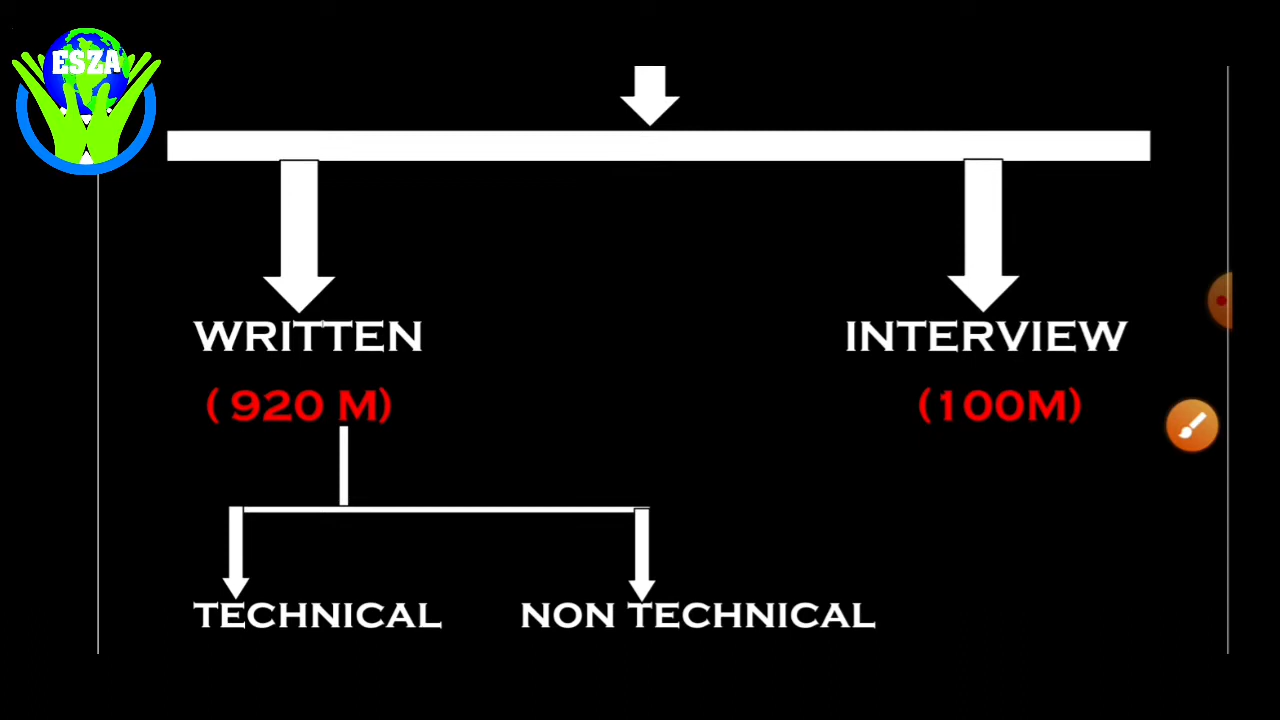 ESZA
WRITTEN
INTERVIEW
( 920 M)
(100M)
TECHNICAL
NON TECHNICAL